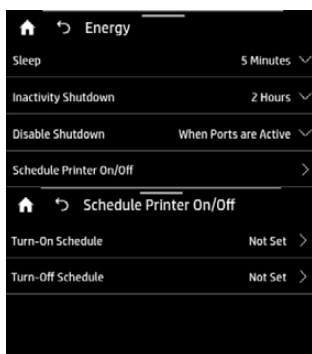 Energy
Sleep 5 Minutes
Inactivity Shutdown 2 Hours
Disable Shutdown When Ports are Active
Schedule Printer On/Off
Schedule Printer On/Off
Turn-On Schedule Not Set
Turn-Off Schedule Not Set